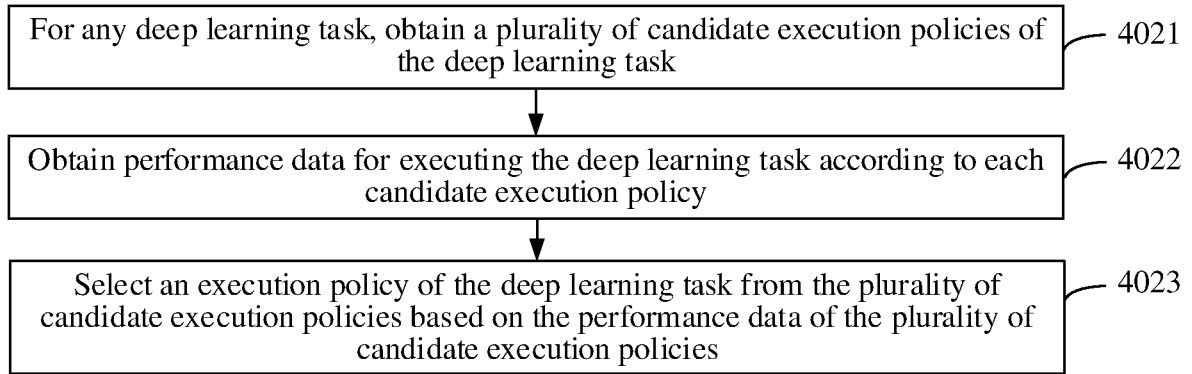 For any deep learning task, obtain a plurality of candidate execution policies of
the deep learning task
4021
Obtain performance data for executing the deep learning task according to each
candidate execution policy
4022
Select an execution policy of the deep learning task from the plurality of
candidate execution policies based on the performance data of the plurality of
candidate execution policies
4023